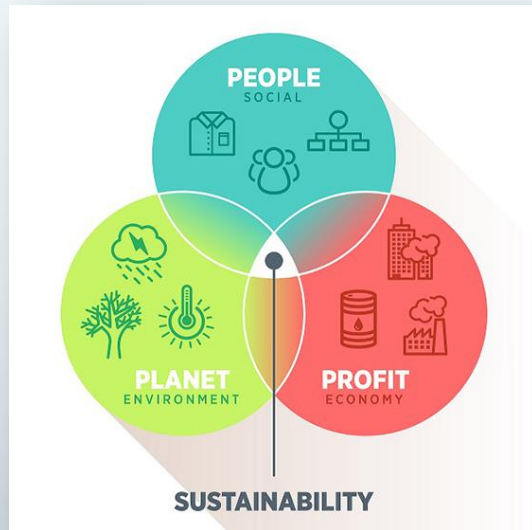 PEOPLE
SOCIAL
PLANET
ENVIRONMENT
PROFIT
ECONOMY
SUSTAINABILITY